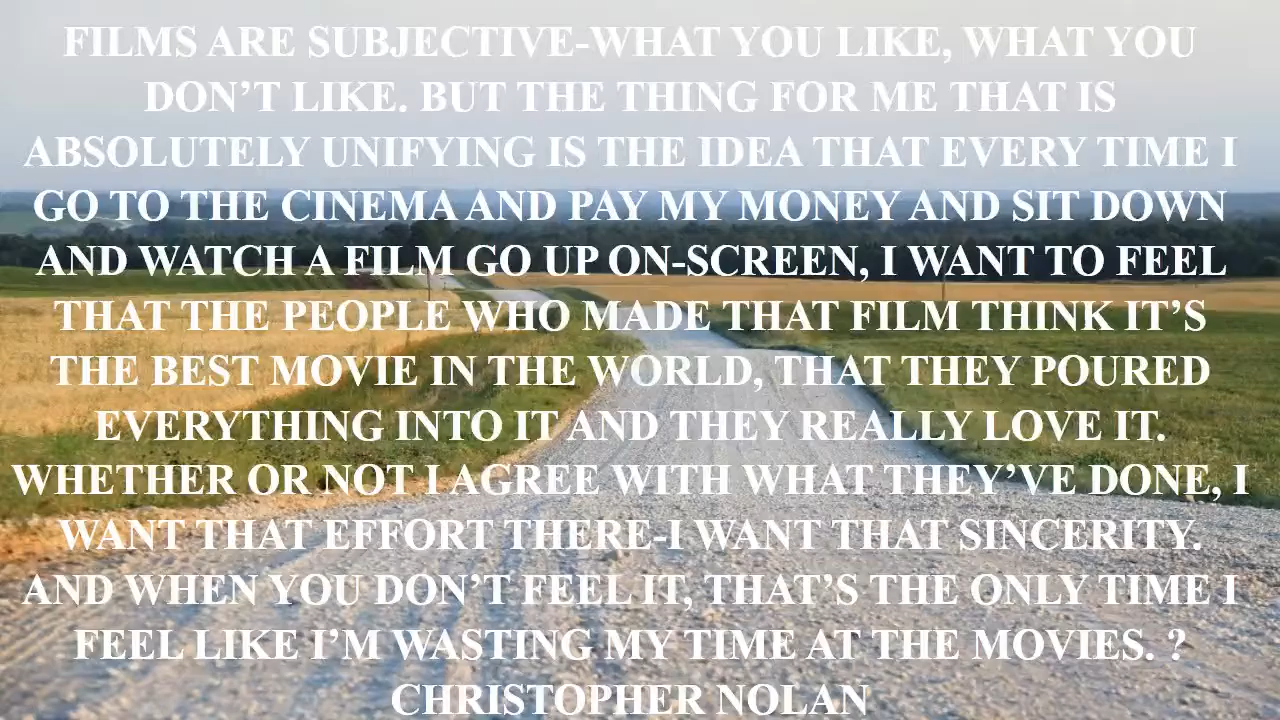 FILMS ARE SUBJECTIVE-WHAT YOU LIKE, WHAT YOU
DON’T LIKE. BUT THE THING FOR ME THAT IS
ABSOLUTELY UNIFYING IS THE IDEA THAT EVERY TIME I
GO TO THE CINEMA AND PAY MY MONEY AND SIT DOWN
AND WATCH A FILM GO UP ON-SCREEN, I WANT TO FEEL
THAT THE PEOPLE WHO MADE THAT FILM THINK IT’S
THE BEST MOVIE IN THE WORLD, THAT THEY POURED
EVERYTHING INTO IT AND THEY REALLY LOVE IT.
WHETHER OR NOT I AGREE WITH WHAT THEY’VE DONE, I
WANT THAT EFFORT THERE-I WANT THAT SINCERITY.
AND WHEN YOU DON’T FEEL IT, THAT’S THE ONLY TIME I
FEEL LIKE I’M WASTING MY TIME AT THE MOVIES. ?
CHRISTOPHER NOLAN